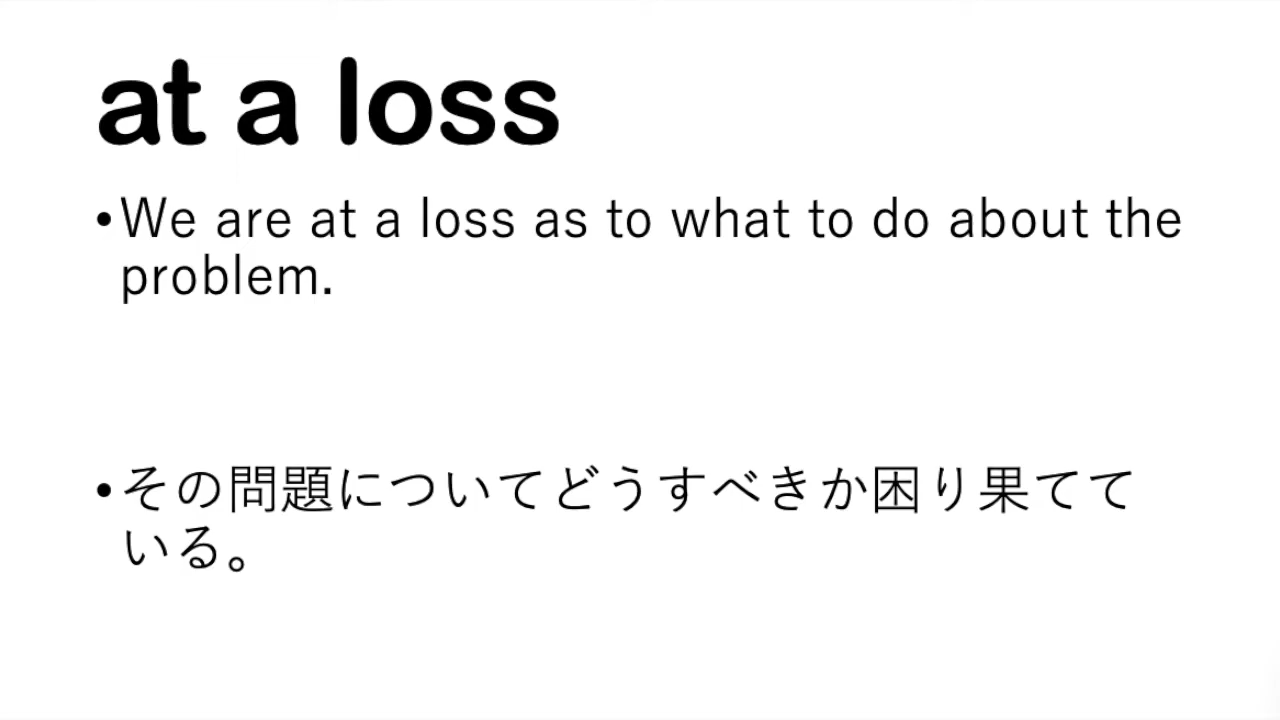 at a loss
•We are at a loss as to what to do about the
problem.
•その問題についてどうすべきか困り果てて
いる。